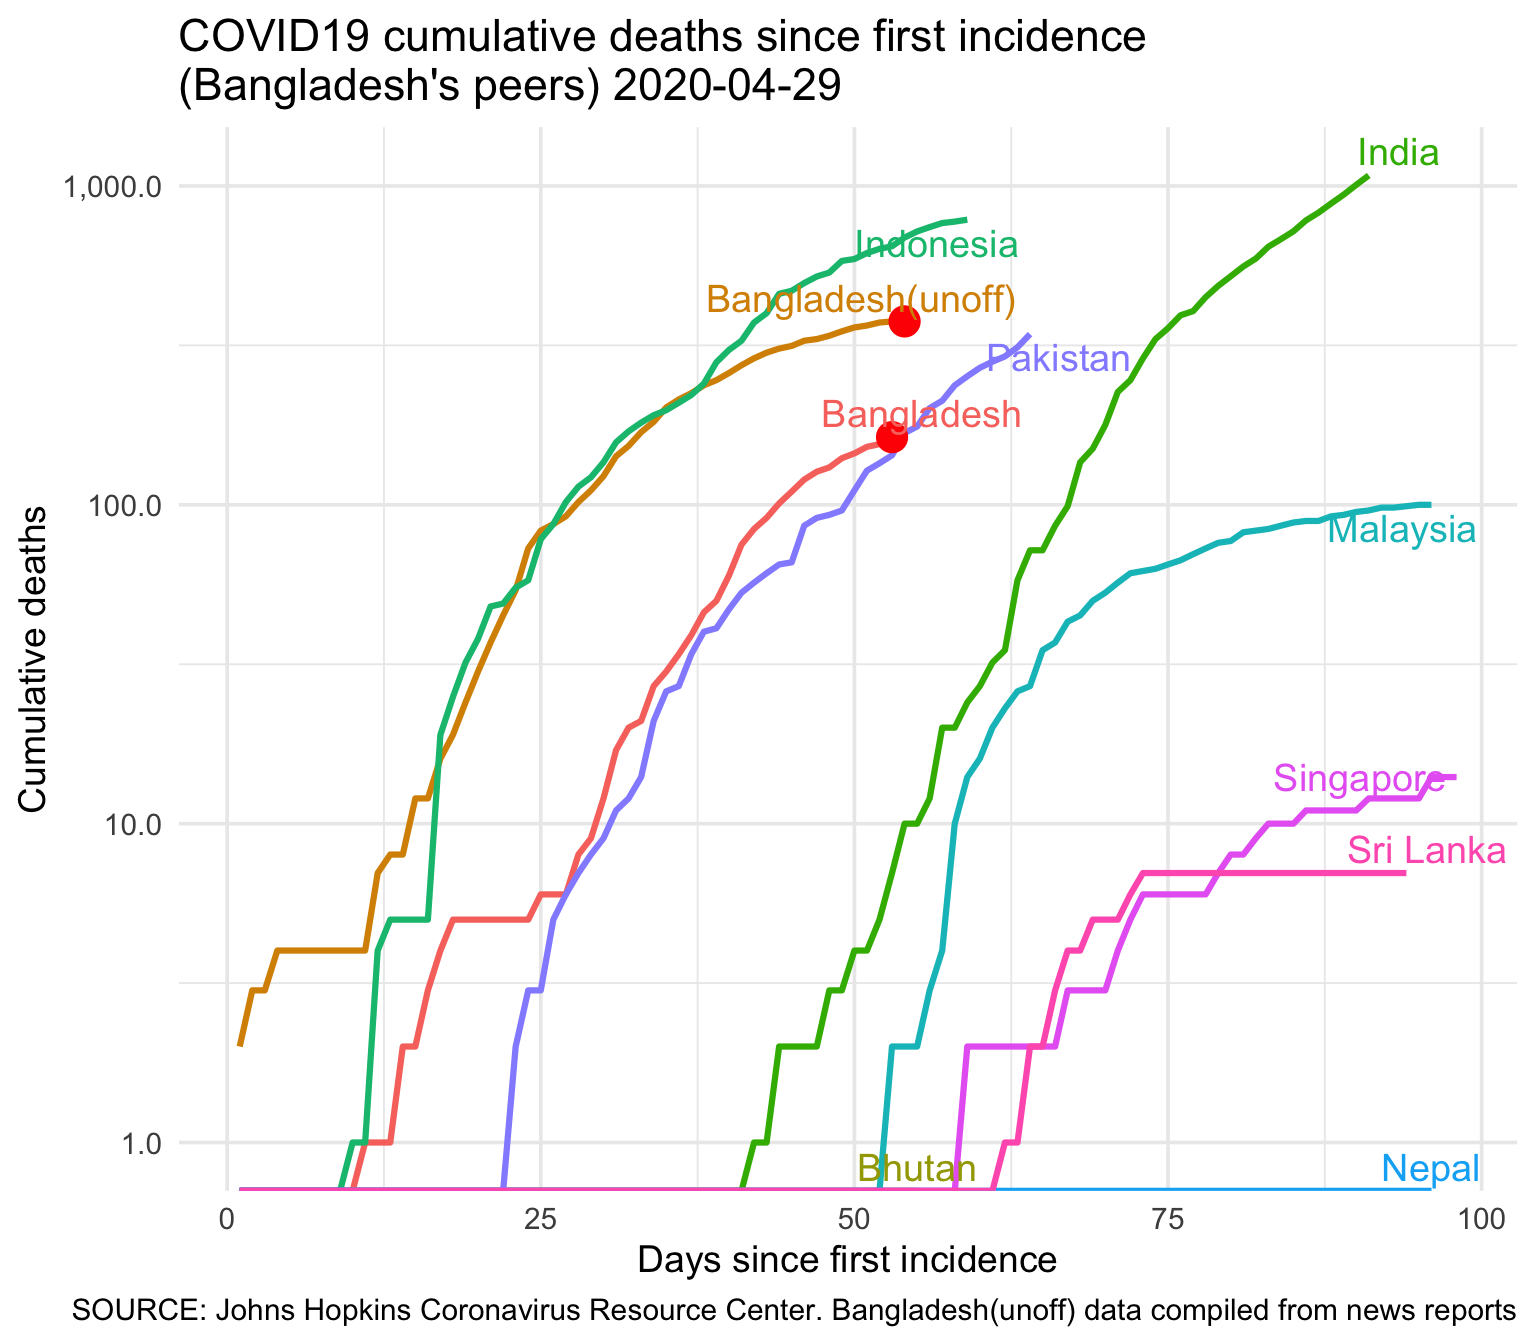 COVID19 cumulative deaths since first incidence
(Bangladesh's peers) 2020-04-29
India
1,000.0
Indonesia
Bangladesh(unoff)
Pakistan
Bangladesh
100.0
Malaysia
Cumulative deaths
Singapore
10.0
Sri Lanka
1.0
Bhutan
Nepal
0 25 50 75 100
Days since first incidence
SOURCE: Johns Hopkins Coronavirus Resource Center. Bangladesh(unoff) data compiled from news reports